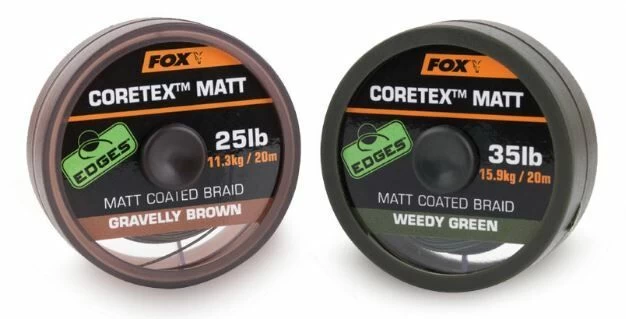 FOX
CORETEX™ MATT
25lb
11.3kg / 20m
EDGES
MATT COATED BRAID
GRAVELLY BROWN
FOX
CORETEX™ MATT
35lb
15.9kg / 20m
EDGES
MATT COATED BRAID
WEEDY GREEN